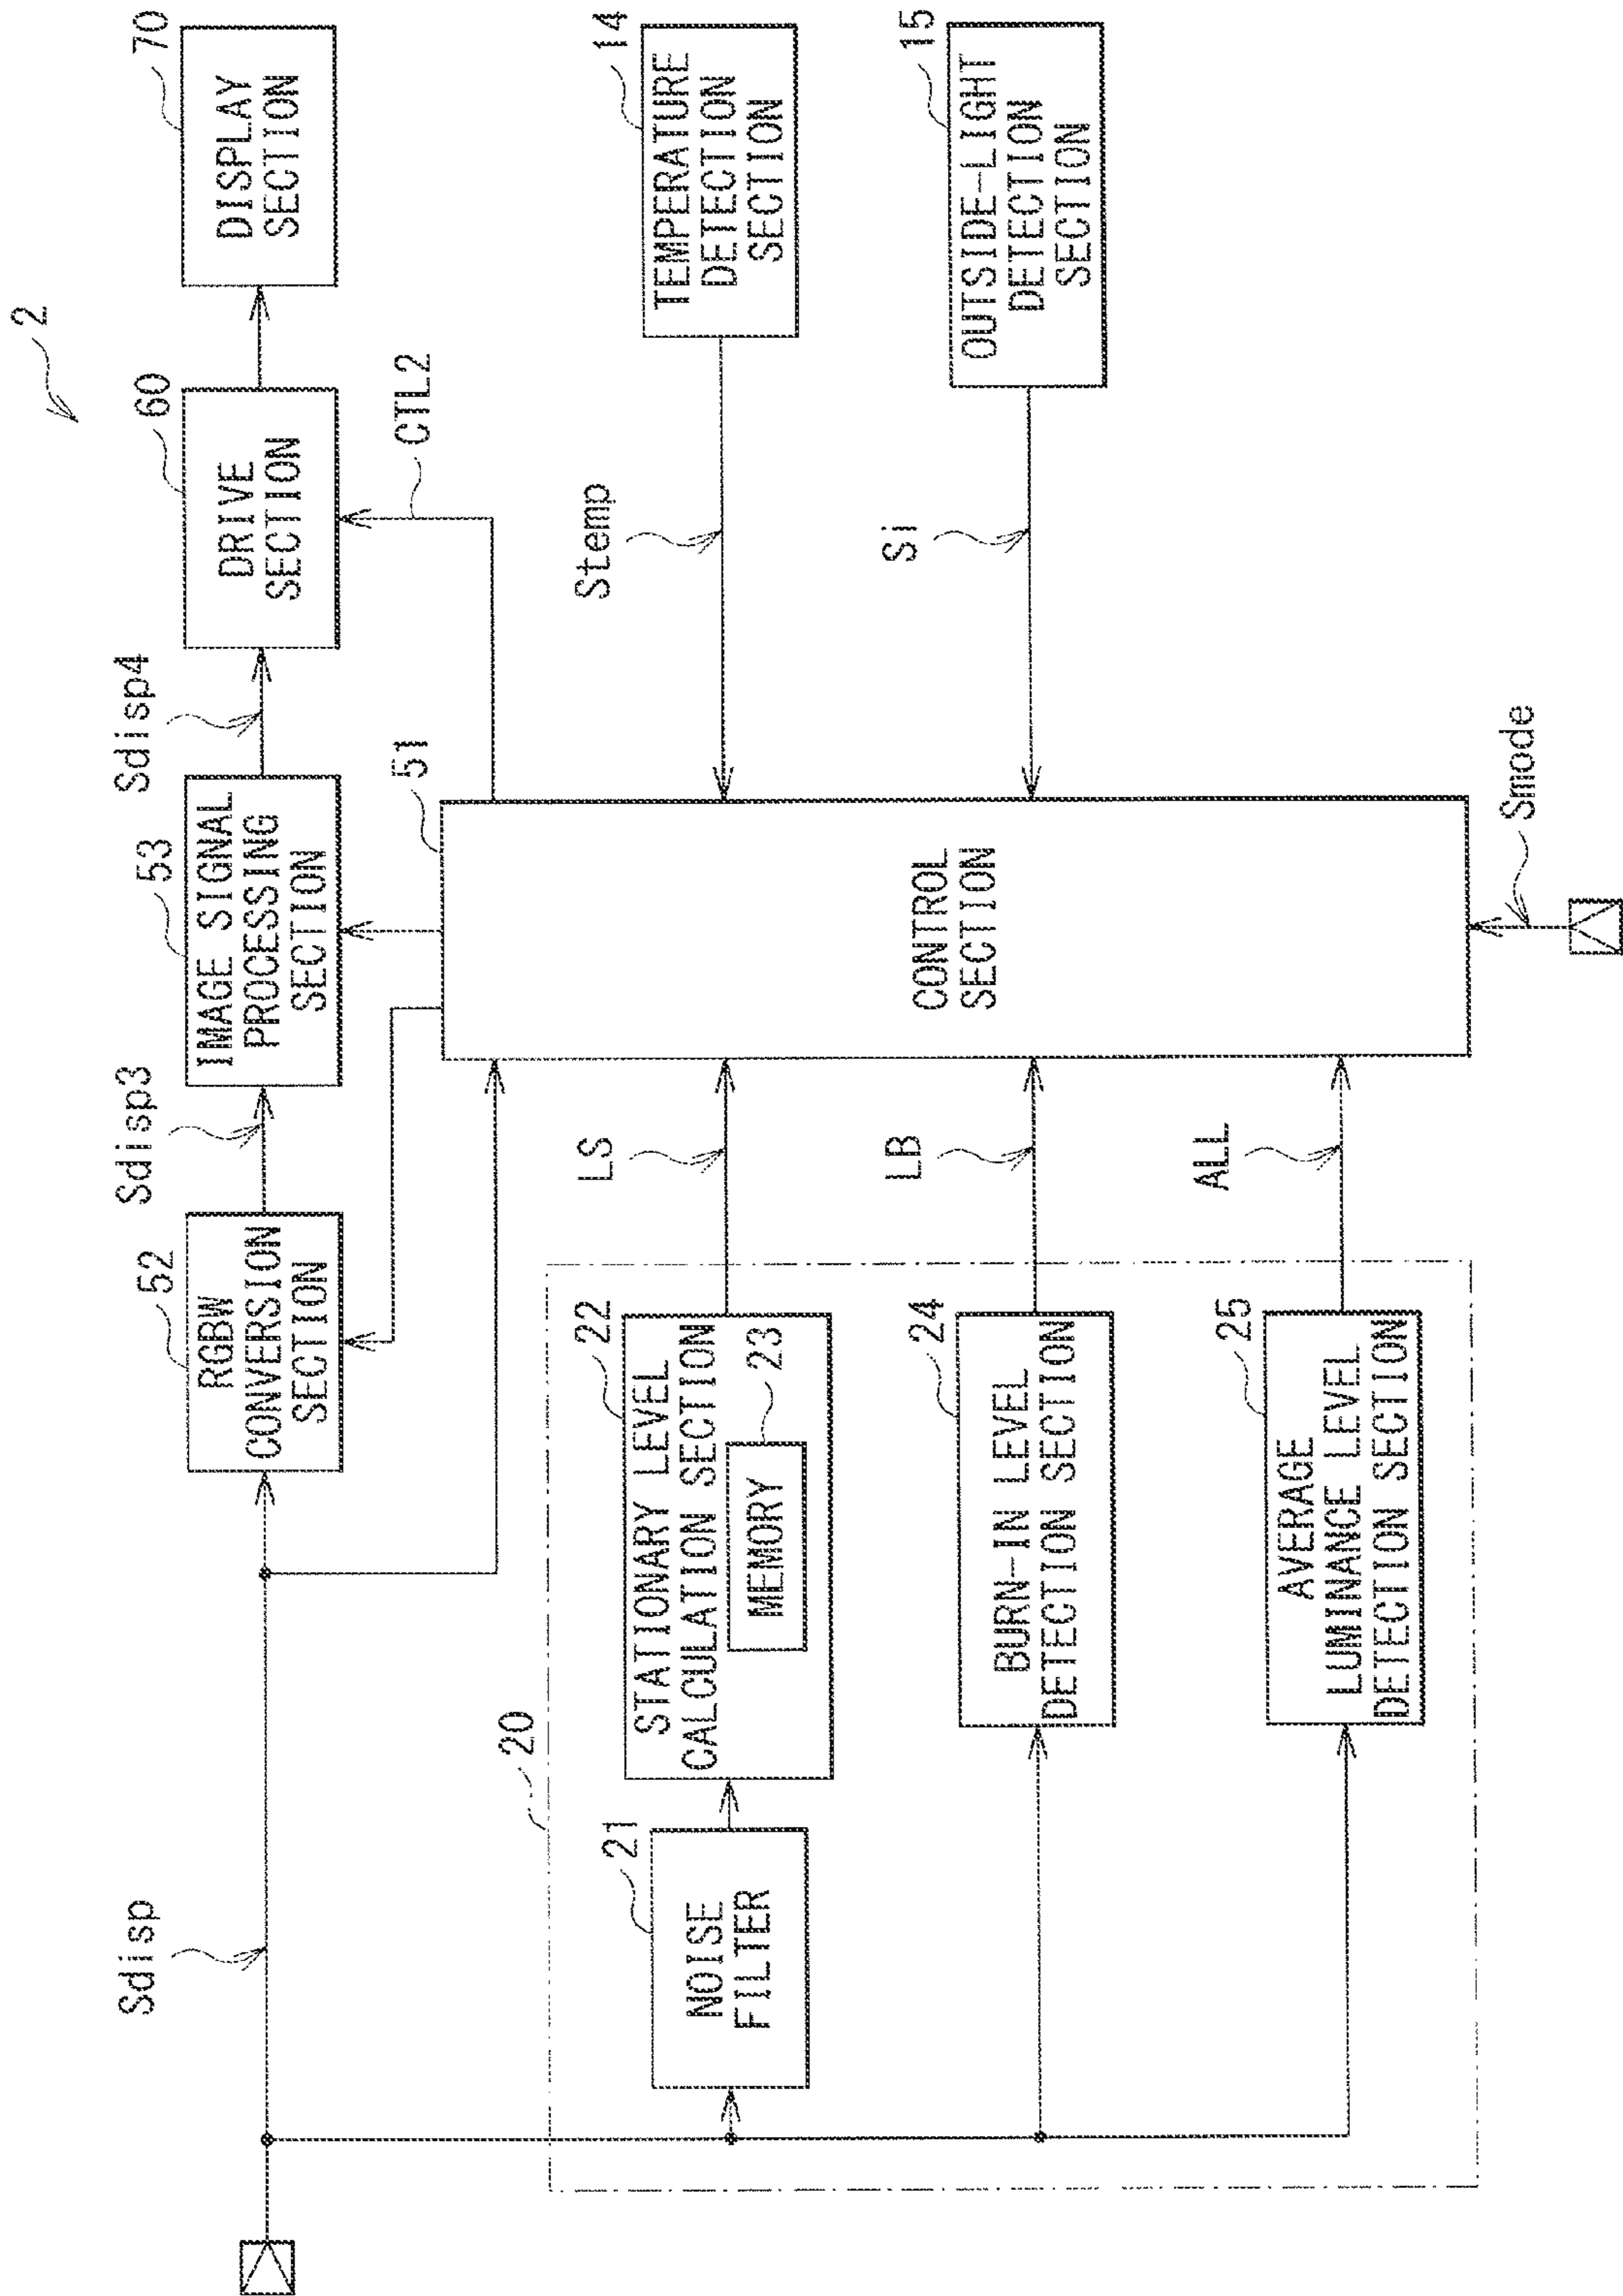 2
Sdisp
52
RGBW
CONVERSION
SECTION
Sdisp3
53
IMAGE SIGNAL
PROCESSING
SECTION
Sdisp4
60
DRIVE
SECTION
70
DISPLAY
SECTION
CTL2
51
CONTROL
SECTION
20
21
NOISE
FILTER
22
STATIONARY LEVEL
CALCULATION SECTION
23
MEMORY
LS
Stemp
14
TEMPERATURE
DETECTION
SECTION
24
BURN-IN LEVEL
DETECTION SECTION
LB
Si
15
OUTSIDE-LIGHT
DETECTION
SECTION
25
AVERAGE
LUMINANCE LEVEL
DETECTION SECTION
ALL
Smode